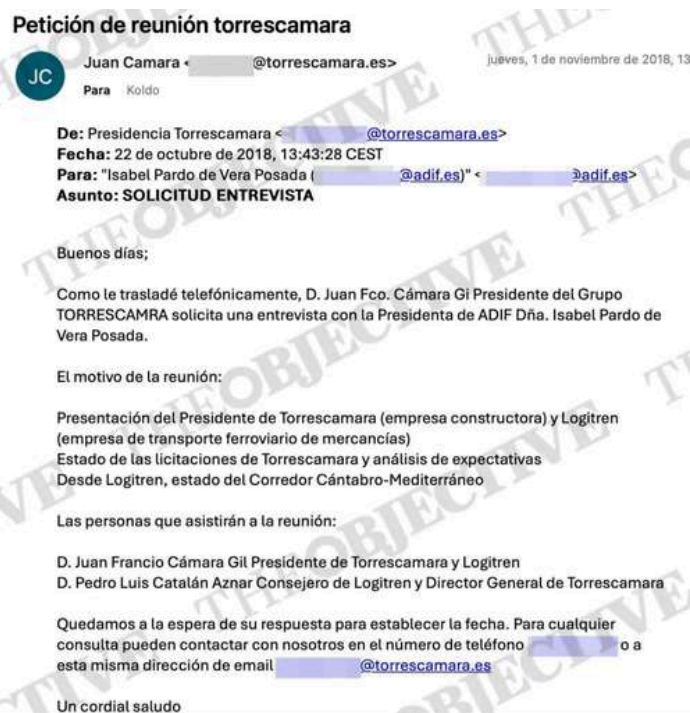 Petición de reunión torrescamara
JC
Juan Camara < @torrescamara.es>
jueves, 1 de noviembre de 2018, 13
Para Koldo
De: Presidencia Torrescamara < @torrescamara.es>
Fecha: 22 de octubre de 2018, 13:43:28 CEST
Para: "Isabel Pardo de Vera Posada ( @adif.es)" < @adif.es>
Asunto: SOLICITUD ENTREVISTA
Buenos días;
Como le trasladé telefónicamente, D. Juan Fco. Cámara Gi Presidente del Grupo
TORRESCAMRA solicita una entrevista con la Presidenta de ADIF Dña. Isabel Pardo de
Vera Posada.
El motivo de la reunión:
Presentación del Presidente de Torrescamara (empresa constructora) y Logitren
(empresa de transporte ferroviario de mercancías)
Estado de las licitaciones de Torrescamara y análisis de expectativas
Desde Logitren, estado del Corredor Cántabro-Mediterráneo
Las personas que asistirán a la reunión:
D. Juan Francio Cámara Gil Presidente de Torrescamara y Logitren
D. Pedro Luis Catalán Aznar Consejero de Logitren y Director General de Torrescamara
Quedamos a la espera de su respuesta para establecer la fecha. Para cualquier
consulta pueden contactar con nosotros en el número de teléfono o a
esta misma dirección de email @torrescamara.es
Un cordial saludo
THEOBJECTIVE